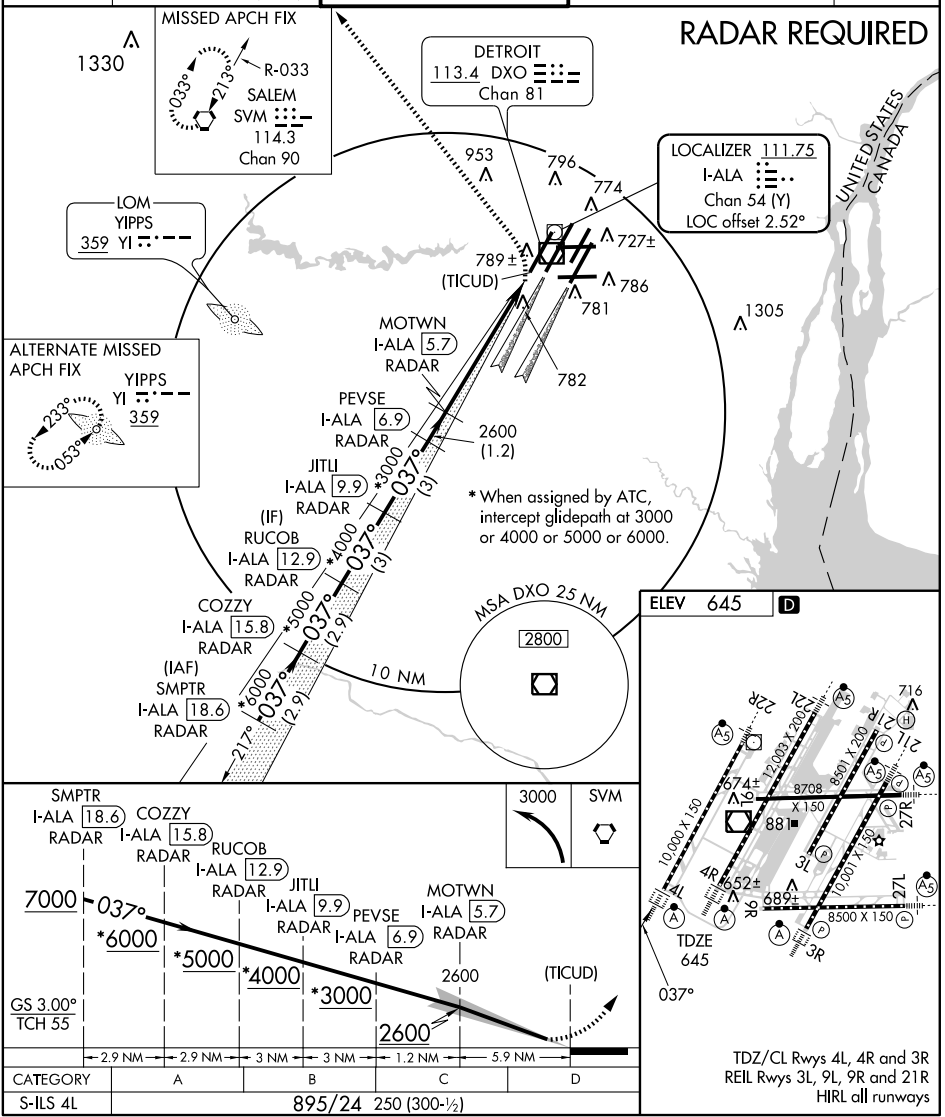 RADAR REQUIRED
MISSED APCH FIX
033°
213°
R-033
SALEM
SVM
114.3
Chan 90
1330
DETROIT
113.4 DXO
Chan 81
LOCALIZER 111.75
I-ALA
Chan 54 (Y)
LOC offset 2.52°
UNITED STATES
CANADA
953
796
774
727±
789±
(TICUD)
786
781
782
1305
LOM
YIPPS
359 YI
ALTERNATE MISSED
APCH FIX
YIPPS
YI
359
233°
053°
MOTWN
I-ALA 5.7
RADAR
PEVSE
I-ALA 6.9
RADAR
2600
(1.2)
JITLI
I-ALA 9.9
RADAR
*3000
037°
(3)
(IF)
RUCOB
I-ALA 12.9
RADAR
*4000
037°
(3)
COZZY
I-ALA 15.8
RADAR
*5000
037°
(2.9)
(IAF)
SMPTR
I-ALA 18.6
RADAR
*6000
037°
(2.9)
217°
* When assigned by ATC,
intercept glidepath at 3000
or 4000 or 5000 or 6000.
10 NM
MSA DXO 25 NM
2800
ELEV 645 D
716
H
22R
22L
21R
21L
A5
A5
A5
A5
A5
P
P
P
P
P
P
10,000 X 150
12,003 X 200
8501 X 200
674±
9L
8708
X 150
27R
881
10,001 X 150
3L
4R
4L
652±
9R
689±
27L
8500 X 150
3R
A
A
A
TDZE
645
037°
TDZ/CL Rwys 4L, 4R and 3R
REIL Rwys 3L, 9L, 9R and 21R
HIRL all runways
SMPTR
I-ALA 18.6
RADAR
COZZY
I-ALA 15.8
RADAR
RUCOB
I-ALA 12.9
RADAR
JITLI
I-ALA 9.9
RADAR
PEVSE
I-ALA 6.9
RADAR
MOTWN
I-ALA 5.7
RADAR
3000
SVM
7000
037°
*6000
*5000
*4000
*3000
2600
2600
(TICUD)
GS 3.00°
TCH 55
2.9 NM
2.9 NM
3 NM
3 NM
1.2 NM
5.9 NM
CATEGORY A B C D
S-ILS 4L 895/24 250 (300-½)